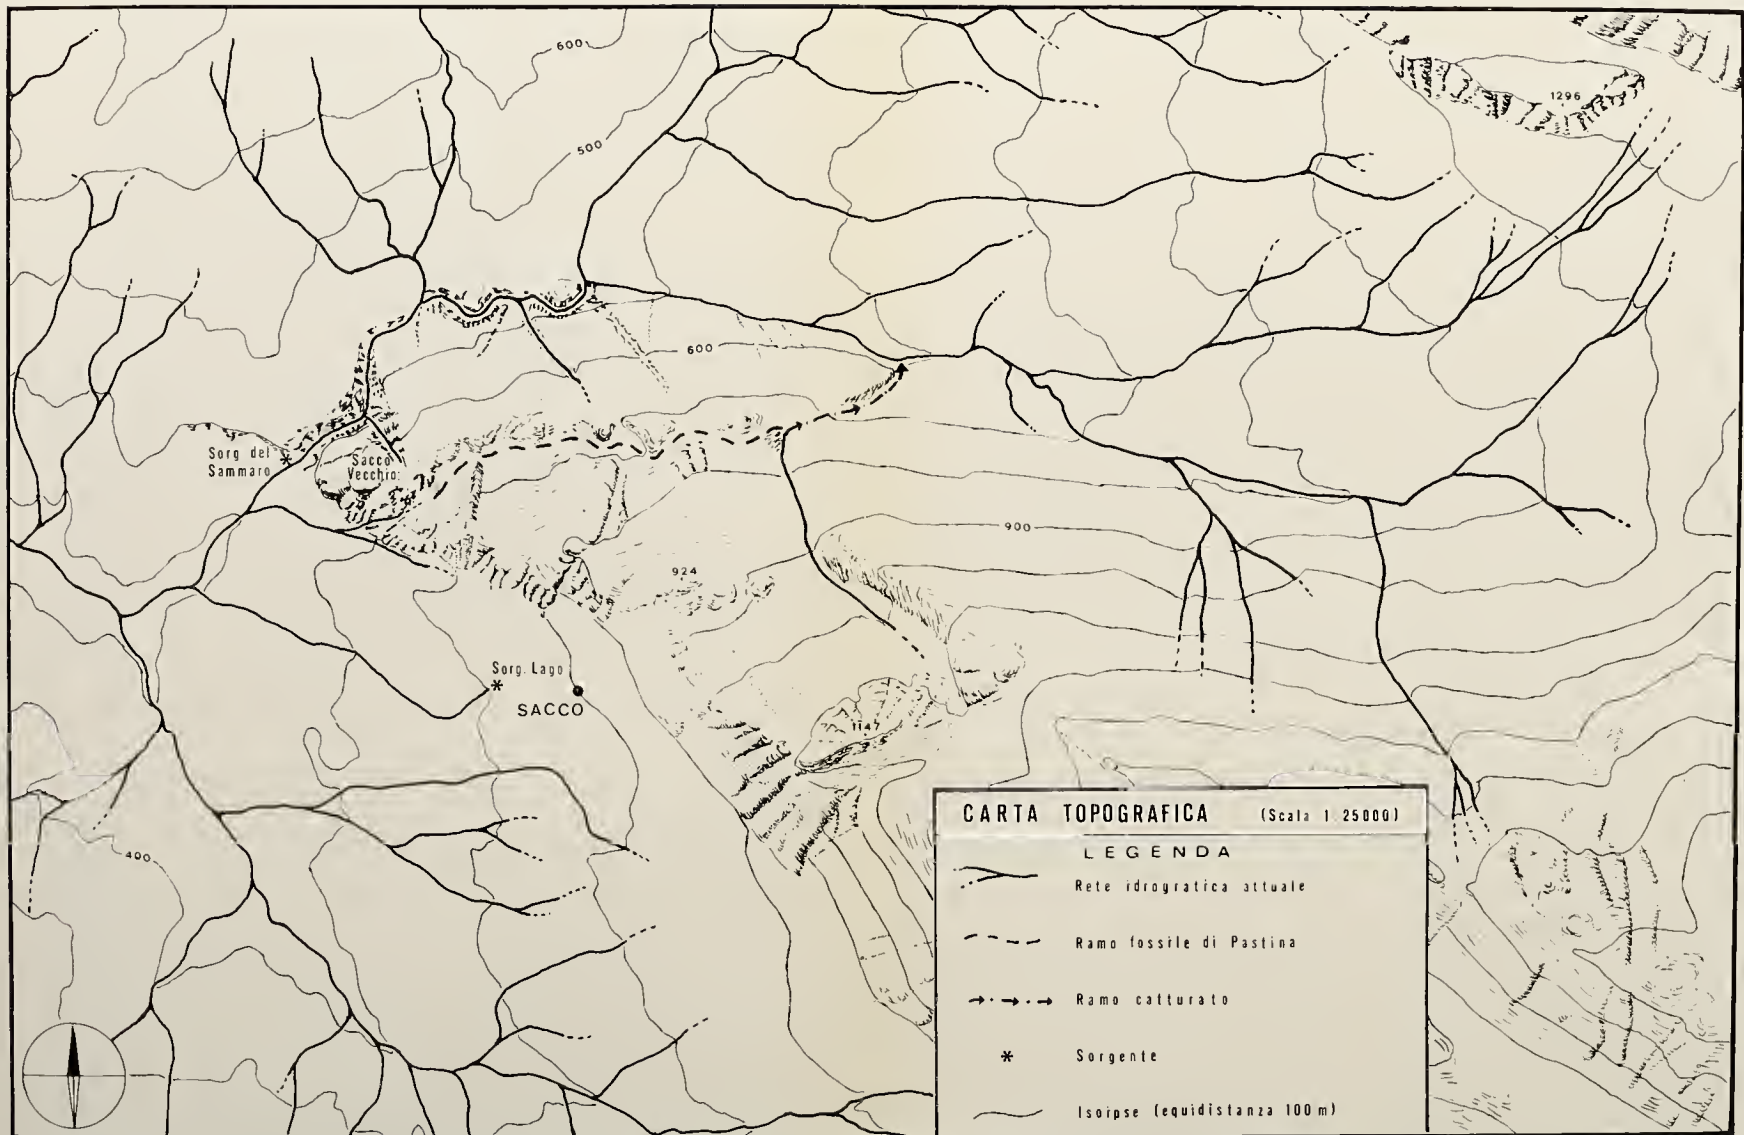 600
1296
500
600
Sorg del
Sammaro
Sacco
Vecchio
900
924
Sorg. Lago
SACCO
1145
400
CARTA TOPOGRAFICA (Scala 1:25000)
LEGENDA
Rete idrografica attuale
Ramo fossile di Pastina
Ramo catturato
Sorgente
Isoipse (equidistanza 100 m)